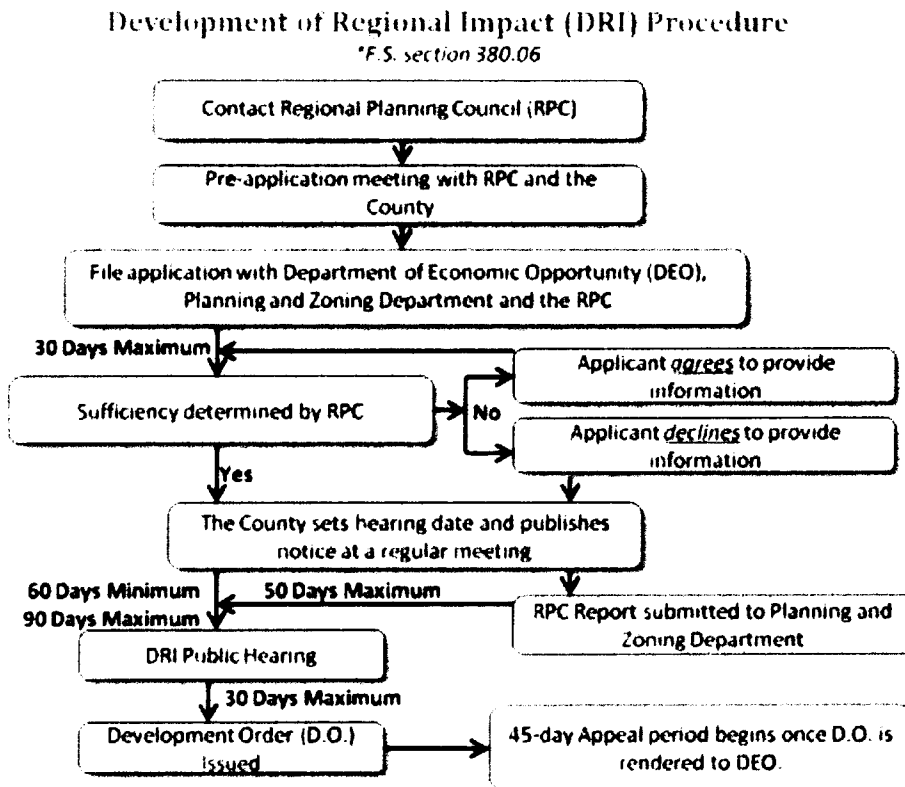 Development of Regional Impact (DRI) Procedure
*F.S. section 380.06
Contact Regional Planning Council (RPC)
Pre-application meeting with RPC and the
County
File application with Department of Economic Opportunity (DEO),
Planning and Zoning Department and the RPC
30 Days Maximum
Applicant agrees to provide
information
Sufficiency determined by RPC
No
Applicant declines to provide
information
Yes
The County sets hearing date and publishes
notice at a regular meeting
60 Days Minimum
50 Days Maximum
90 Days Maximum
RPC Report submitted to Planning and
Zoning Department
DRI Public Hearing
30 Days Maximum
Development Order (D.O.)
Issued
45-day Appeal period begins once D.O. is
rendered to DEO.